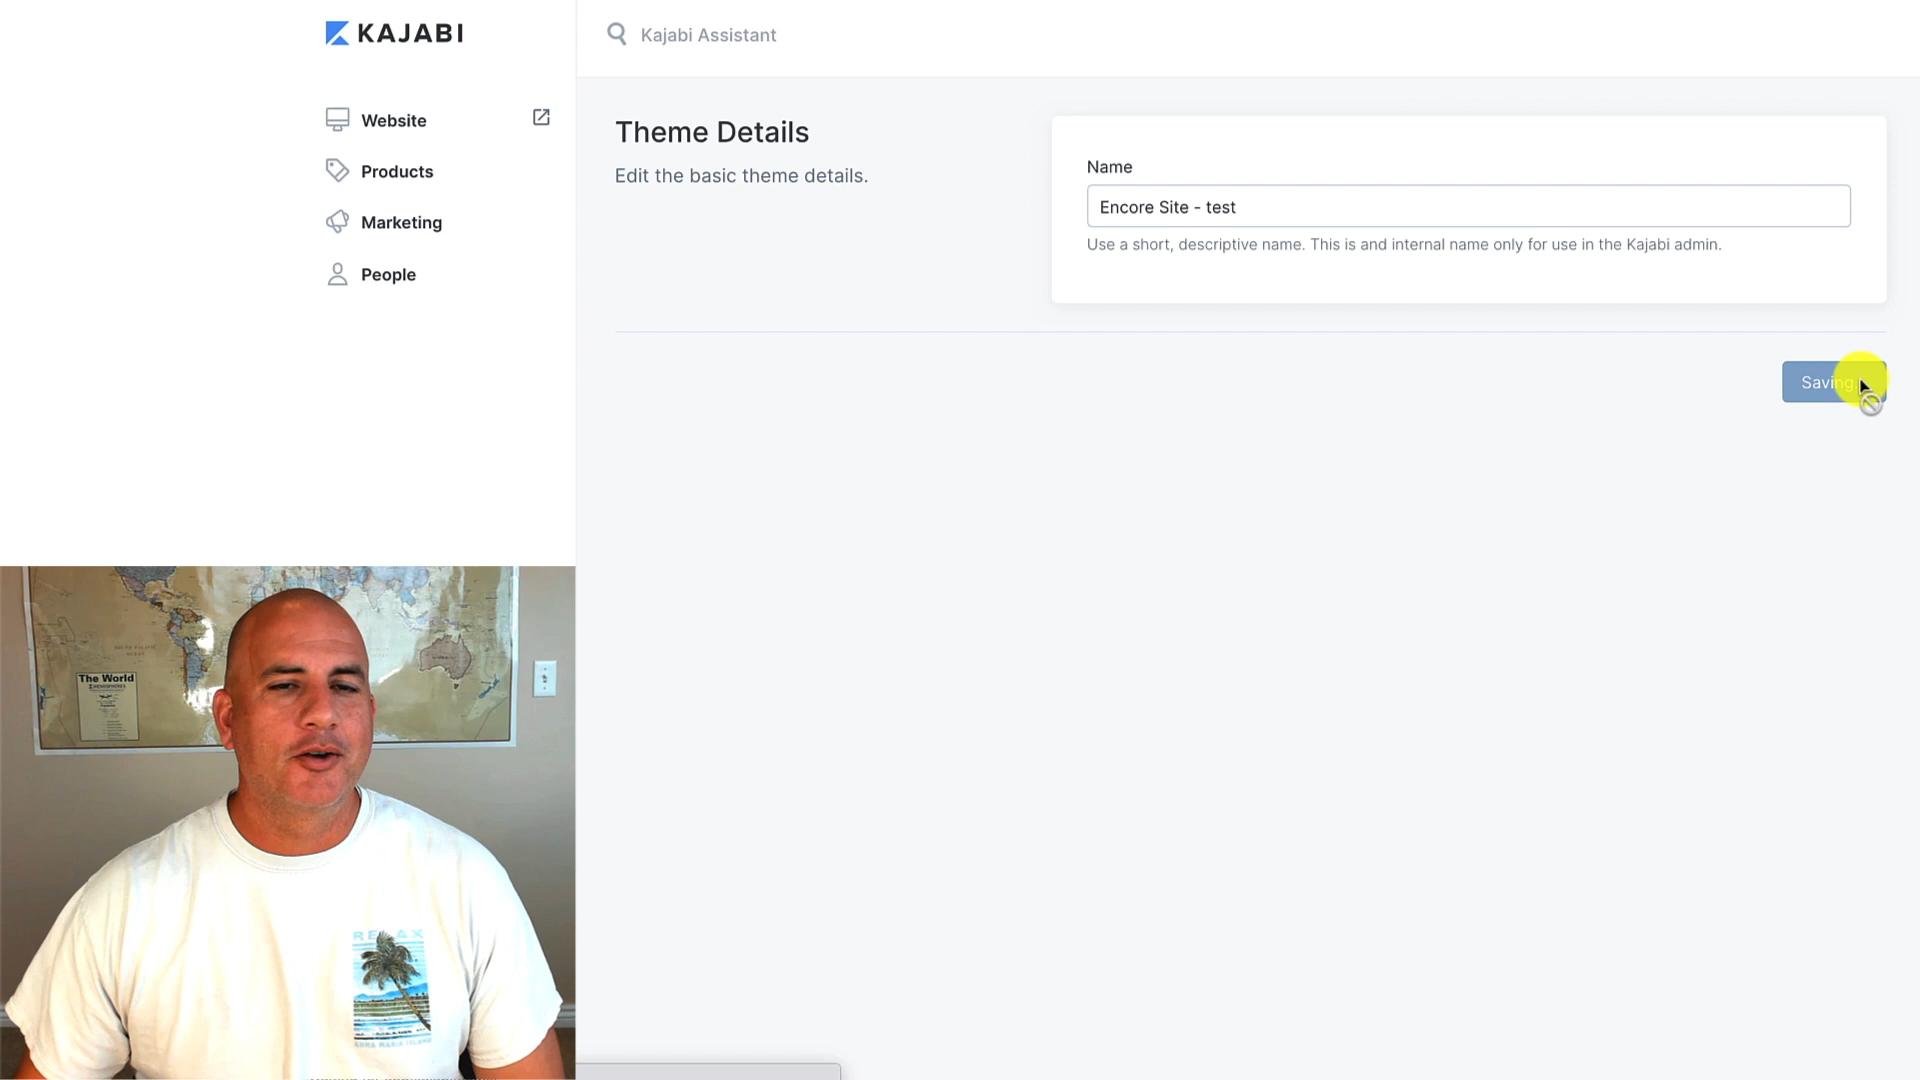 KAJABI
Kajabi Assistant
Website
Products
Marketing
People
Theme Details
Edit the basic theme details.
Name
Encore Site - test
Use a short, descriptive name. This is and internal name only for use in the Kajabi admin.
Saving
The World
RELAX